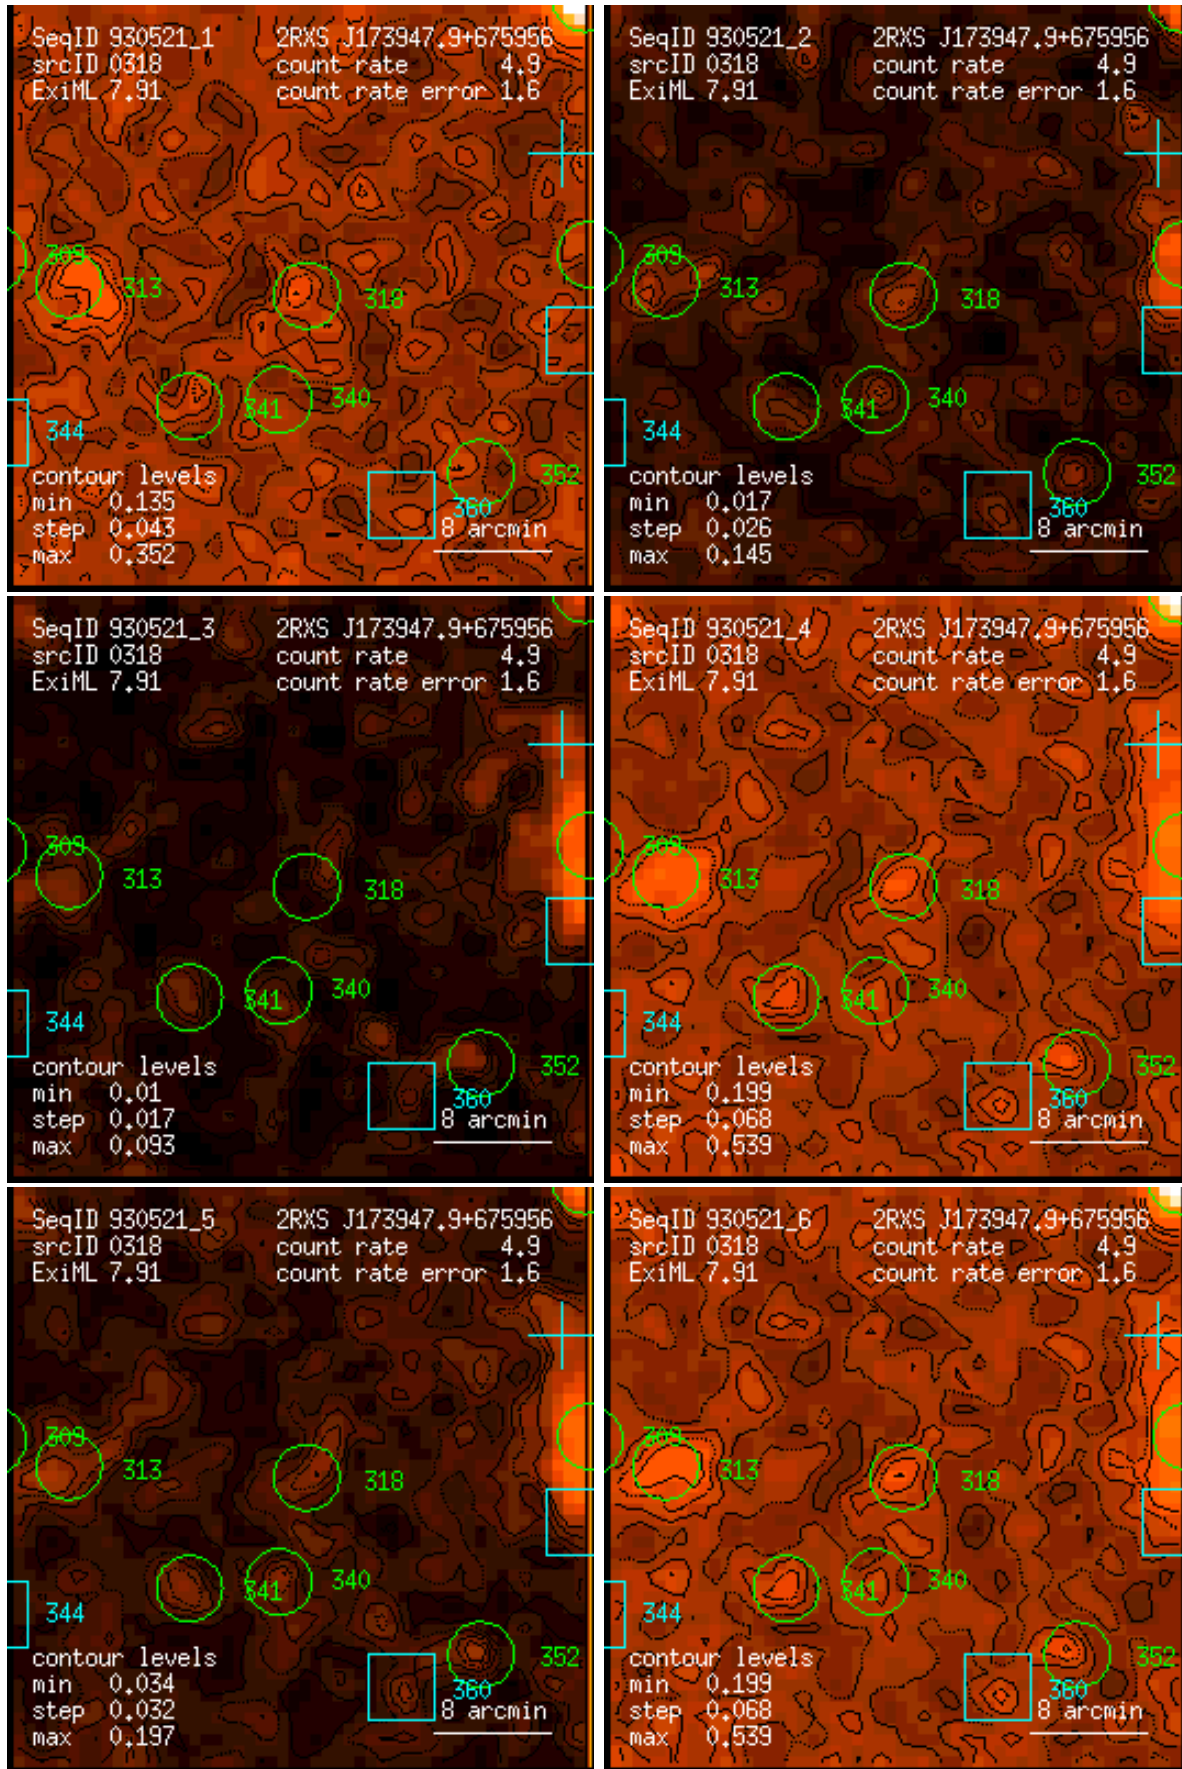 SeqID 930521_1 2RXS J173947.9+675956
srcID 0318 count rate 4.9
ExiML 7.91 count rate error 1.6
309
313
318
340
341
344
352
360
contour levels
min 0.135
step 0.043
max 0.352
8 arcmin
SeqID 930521_2 2RXS J173947.9+675956
srcID 0318 count rate 4.9
ExiML 7.91 count rate error 1.6
309
313
318
340
341
344
352
360
contour levels
min 0.017
step 0.026
max 0.145
8 arcmin
SeqID 930521_3 2RXS J173947.9+675956
srcID 0318 count rate 4.9
ExiML 7.91 count rate error 1.6
309
313
318
340
341
344
352
360
contour levels
min 0.01
step 0.017
max 0.093
8 arcmin
SeqID 930521_4 2RXS J173947.9+675956
srcID 0318 count rate 4.9
ExiML 7.91 count rate error 1.6
309
313
318
340
341
344
352
360
contour levels
min 0.199
step 0.068
max 0.539
8 arcmin
SeqID 930521_5 2RXS J173947.9+675956
srcID 0318 count rate 4.9
ExiML 7.91 count rate error 1.6
309
313
318
340
341
344
352
360
contour levels
min 0.034
step 0.032
max 0.197
8 arcmin
SeqID 930521_6 2RXS J173947.9+675956
srcID 0318 count rate 4.9
ExiML 7.91 count rate error 1.6
309
313
318
340
341
344
352
360
contour levels
min 0.199
step 0.068
max 0.539
8 arcmin